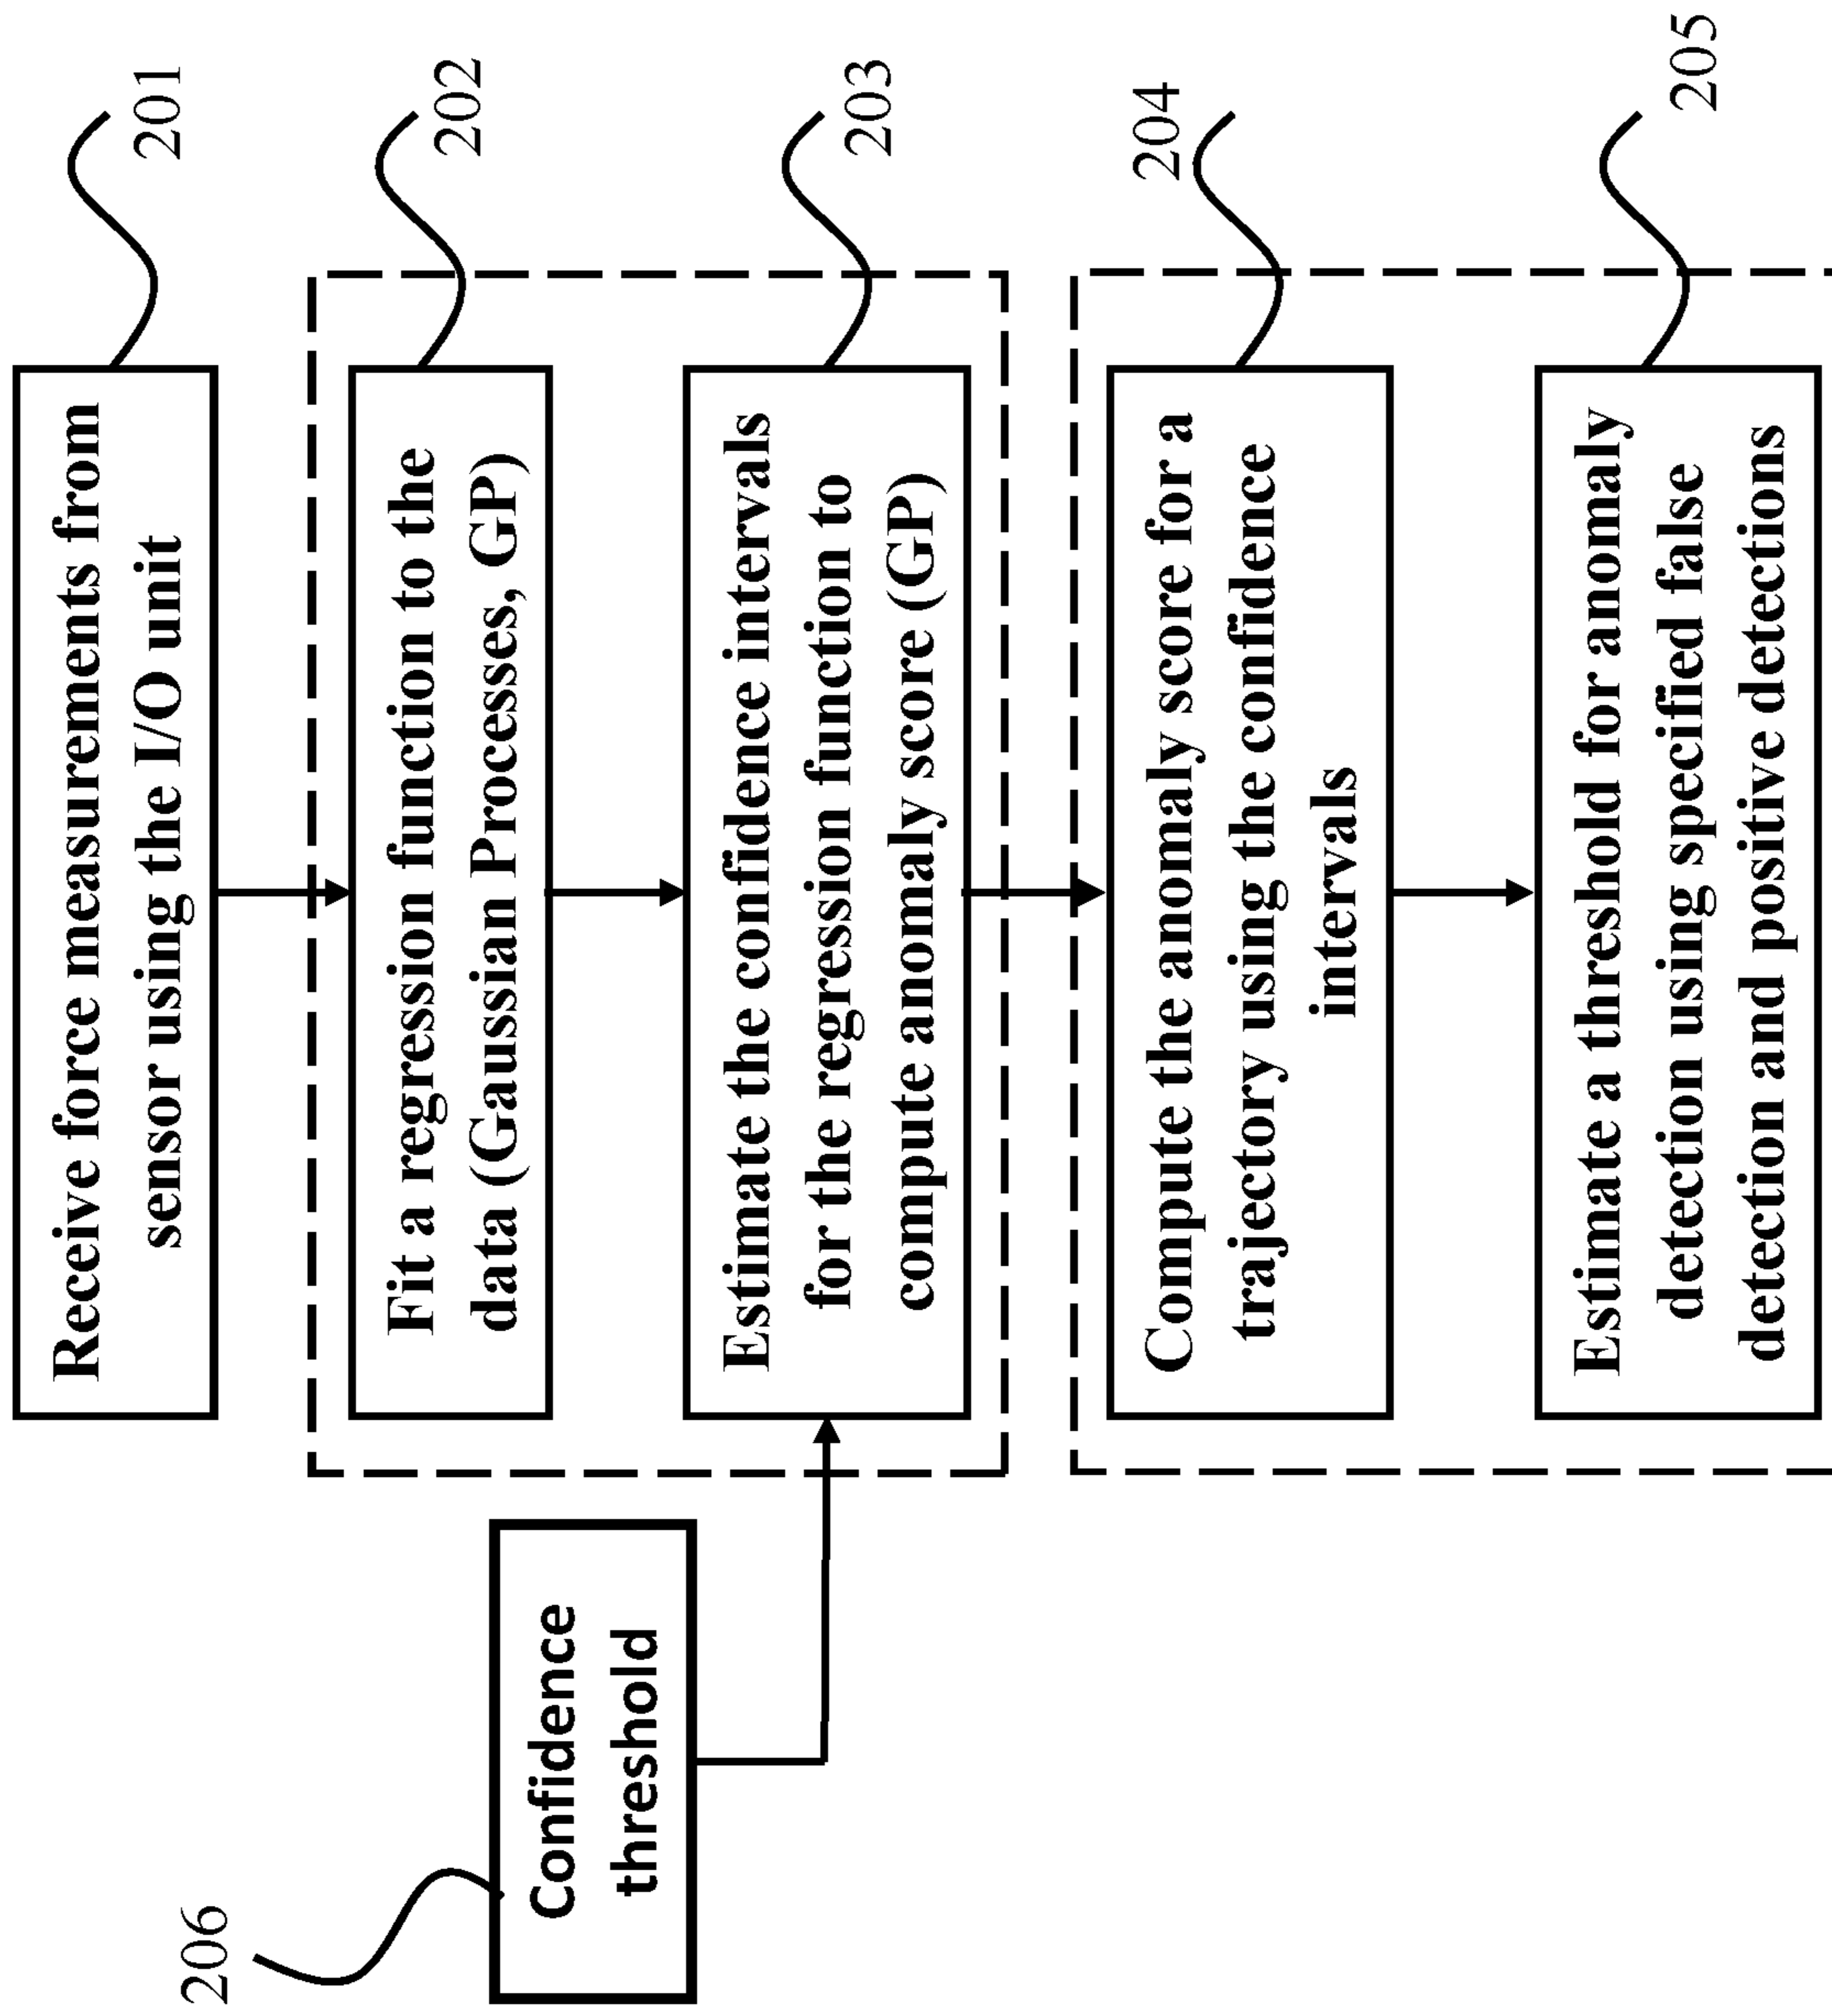 Receive force measurements from
sensor using the I/O unit
201
Fit a regression function to the
data (Gaussian Processes, GP)
202
Estimate the confidence intervals
for the regression function to
compute anomaly score (GP)
203
Compute the anomaly score for a
trajectory using the confidence
intervals
204
Estimate a threshold for anomaly
detection using specified false
detection and positive detections
205
206
Confidence
threshold